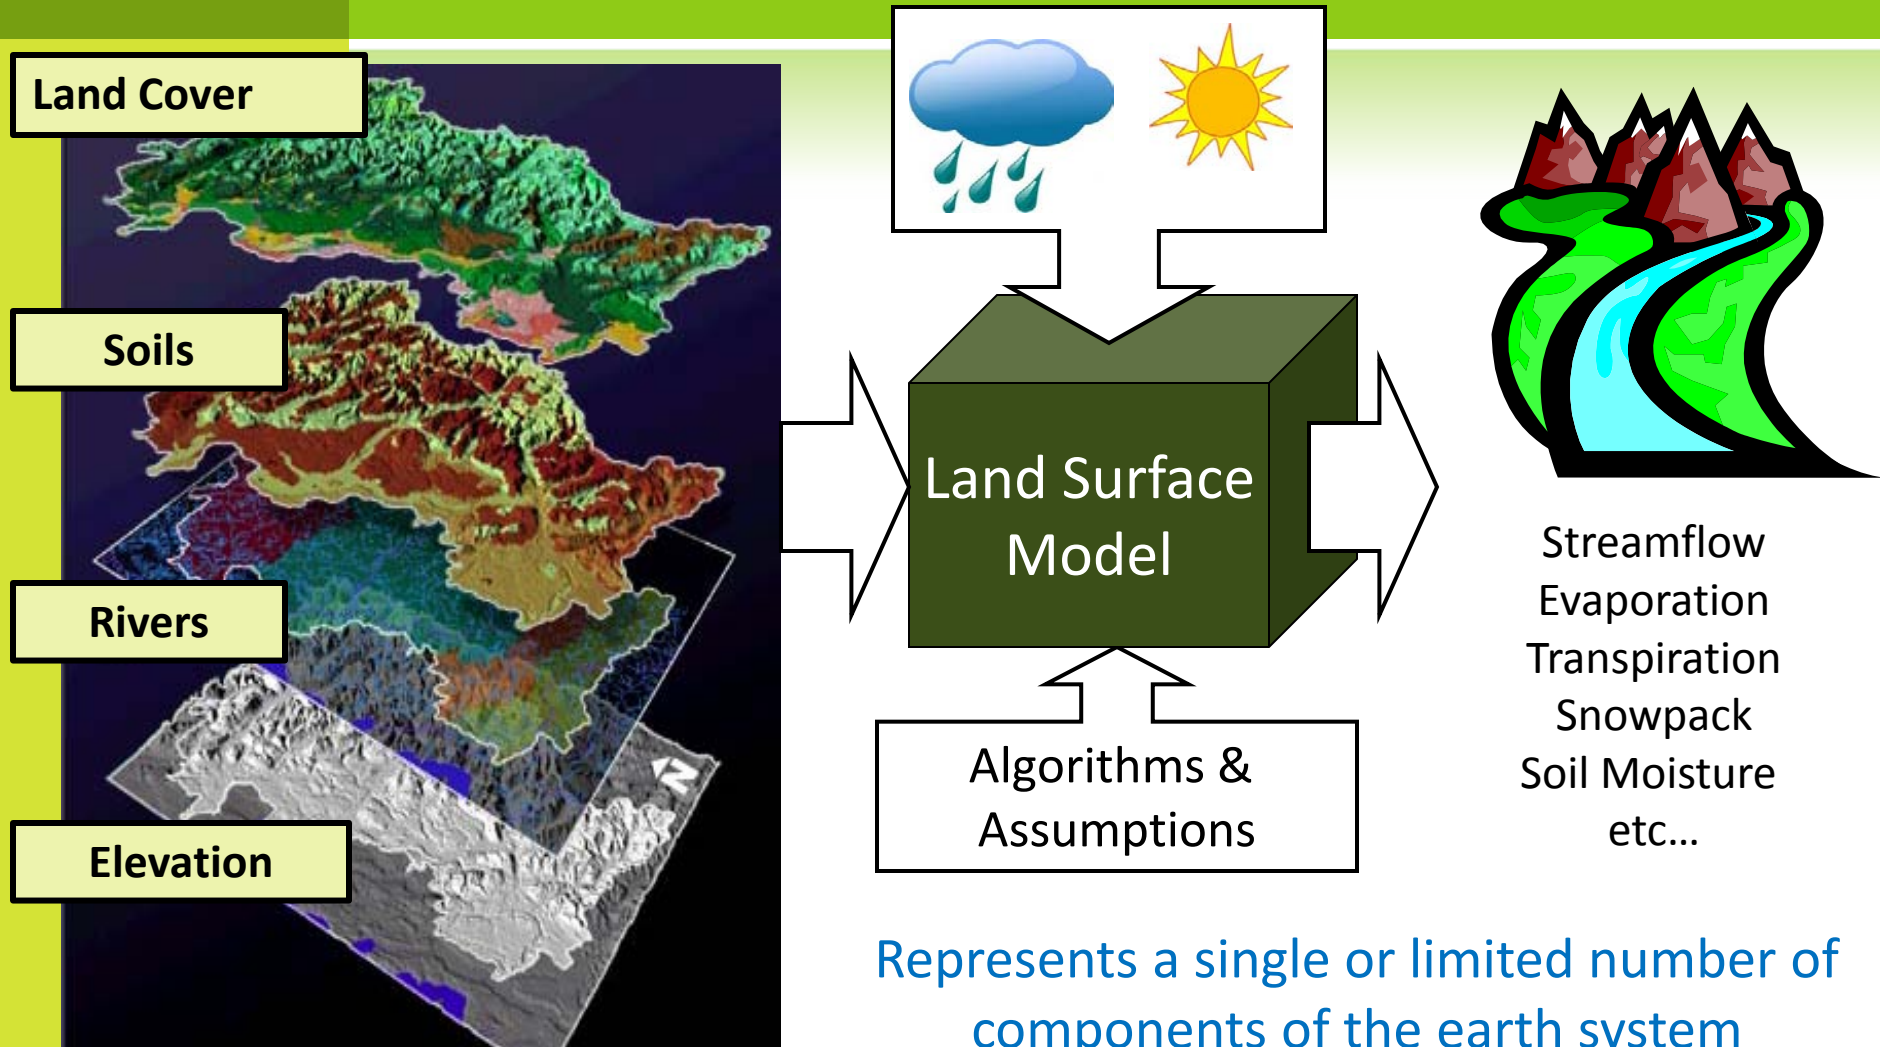 Land Cover
Soils
Rivers
Elevation
N
Land Surface
Model
Algorithms &
Assumptions
Streamflow
Evaporation
Transpiration
Snowpack
Soil Moisture
etc...
Represents a single or limited number of
components of the earth system